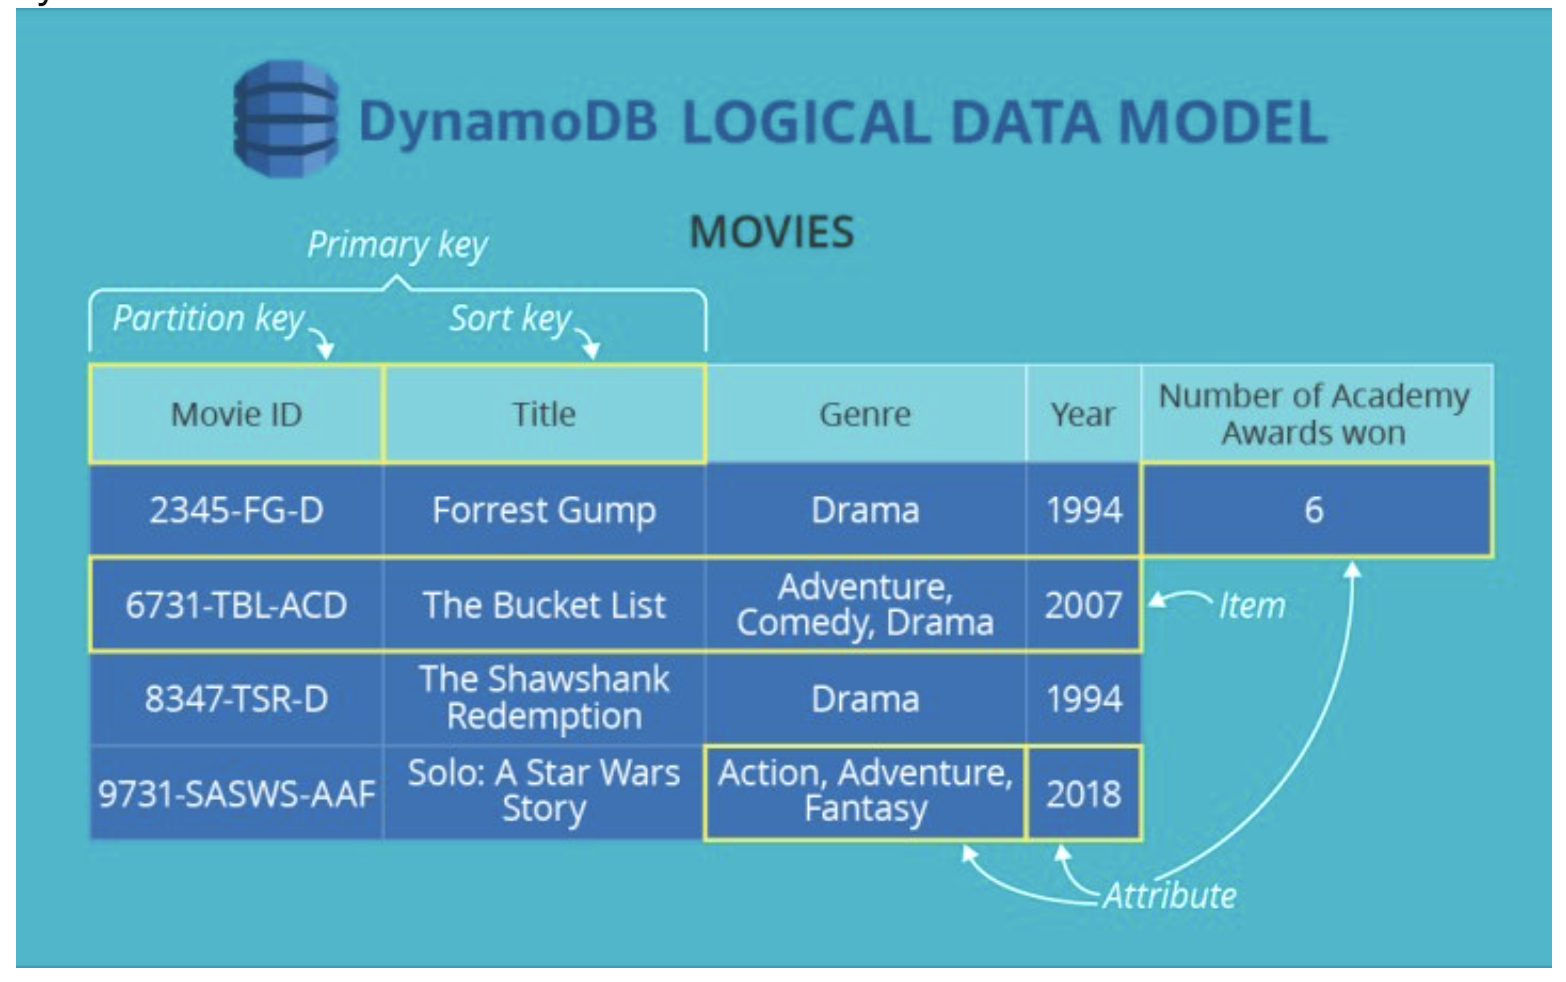 DynamoDB LOGICAL DATA MODEL
MOVIES
Primary key
Partition key
Sort key
Movie ID
Title
Genre
Year
Number of Academy
Awards won
2345-FG-D
Forrest Gump
Drama
1994
6
6731-TBL-ACD
The Bucket List
Adventure,
Comedy, Drama
2007
Item
8347-TSR-D
The Shawshank
Redemption
Drama
1994
9731-SASWS-AAF
Solo: A Star Wars
Story
Action, Adventure,
Fantasy
2018
Attribute